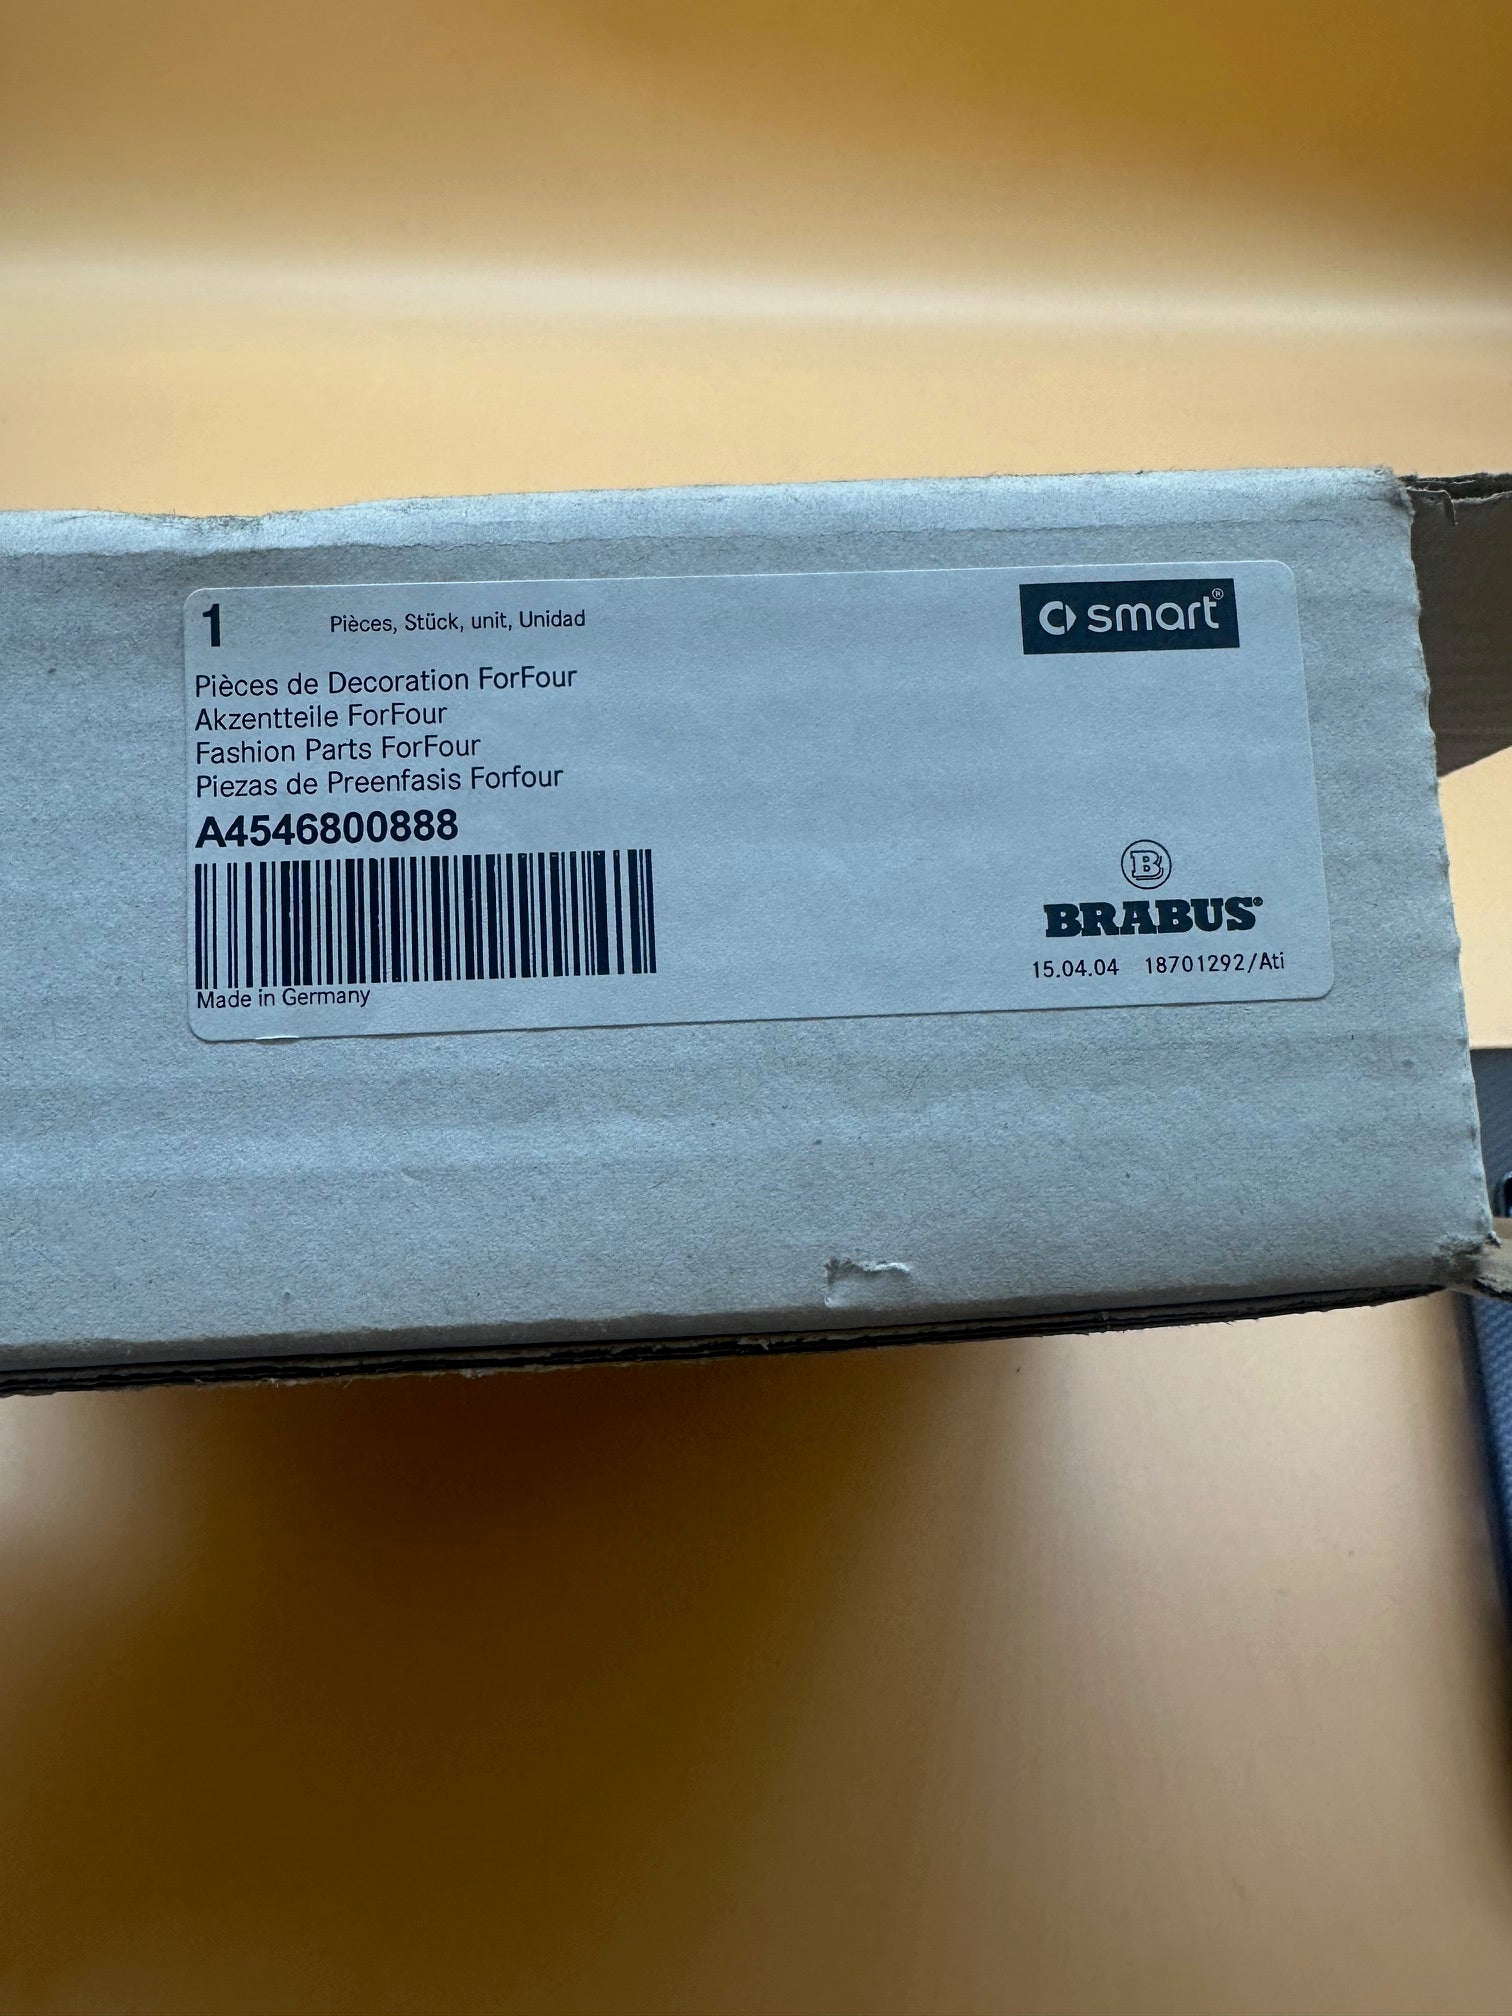 1 Pièces, Stück, unit, Unidad
smart®
Pièces de Decoration ForFour
Akzentteile ForFour
Fashion Parts ForFour
Piezas de Preenfasis Forfour
A4546800888
Made in Germany
B
BRABUS®
15.04.04 18701292/Ati